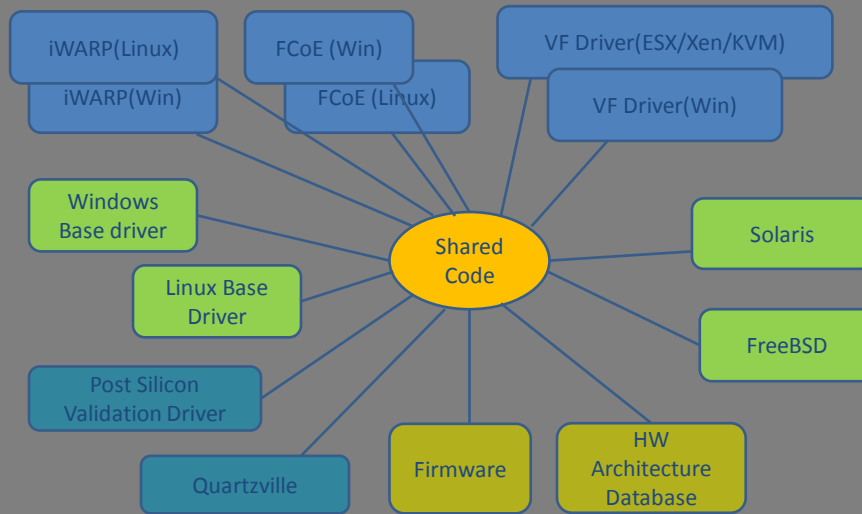 iWARP(Linux)
FCoE (Win)
VF Driver(ESX/Xen/KVM)
iWARP(Win)
FCoE (Linux)
VF Driver(Win)
Windows
Base driver
Shared
Code
Solaris
Linux Base
Driver
FreeBSD
Post Silicon
Validation Driver
Quartzville
Firmware
HW
Architecture
Database